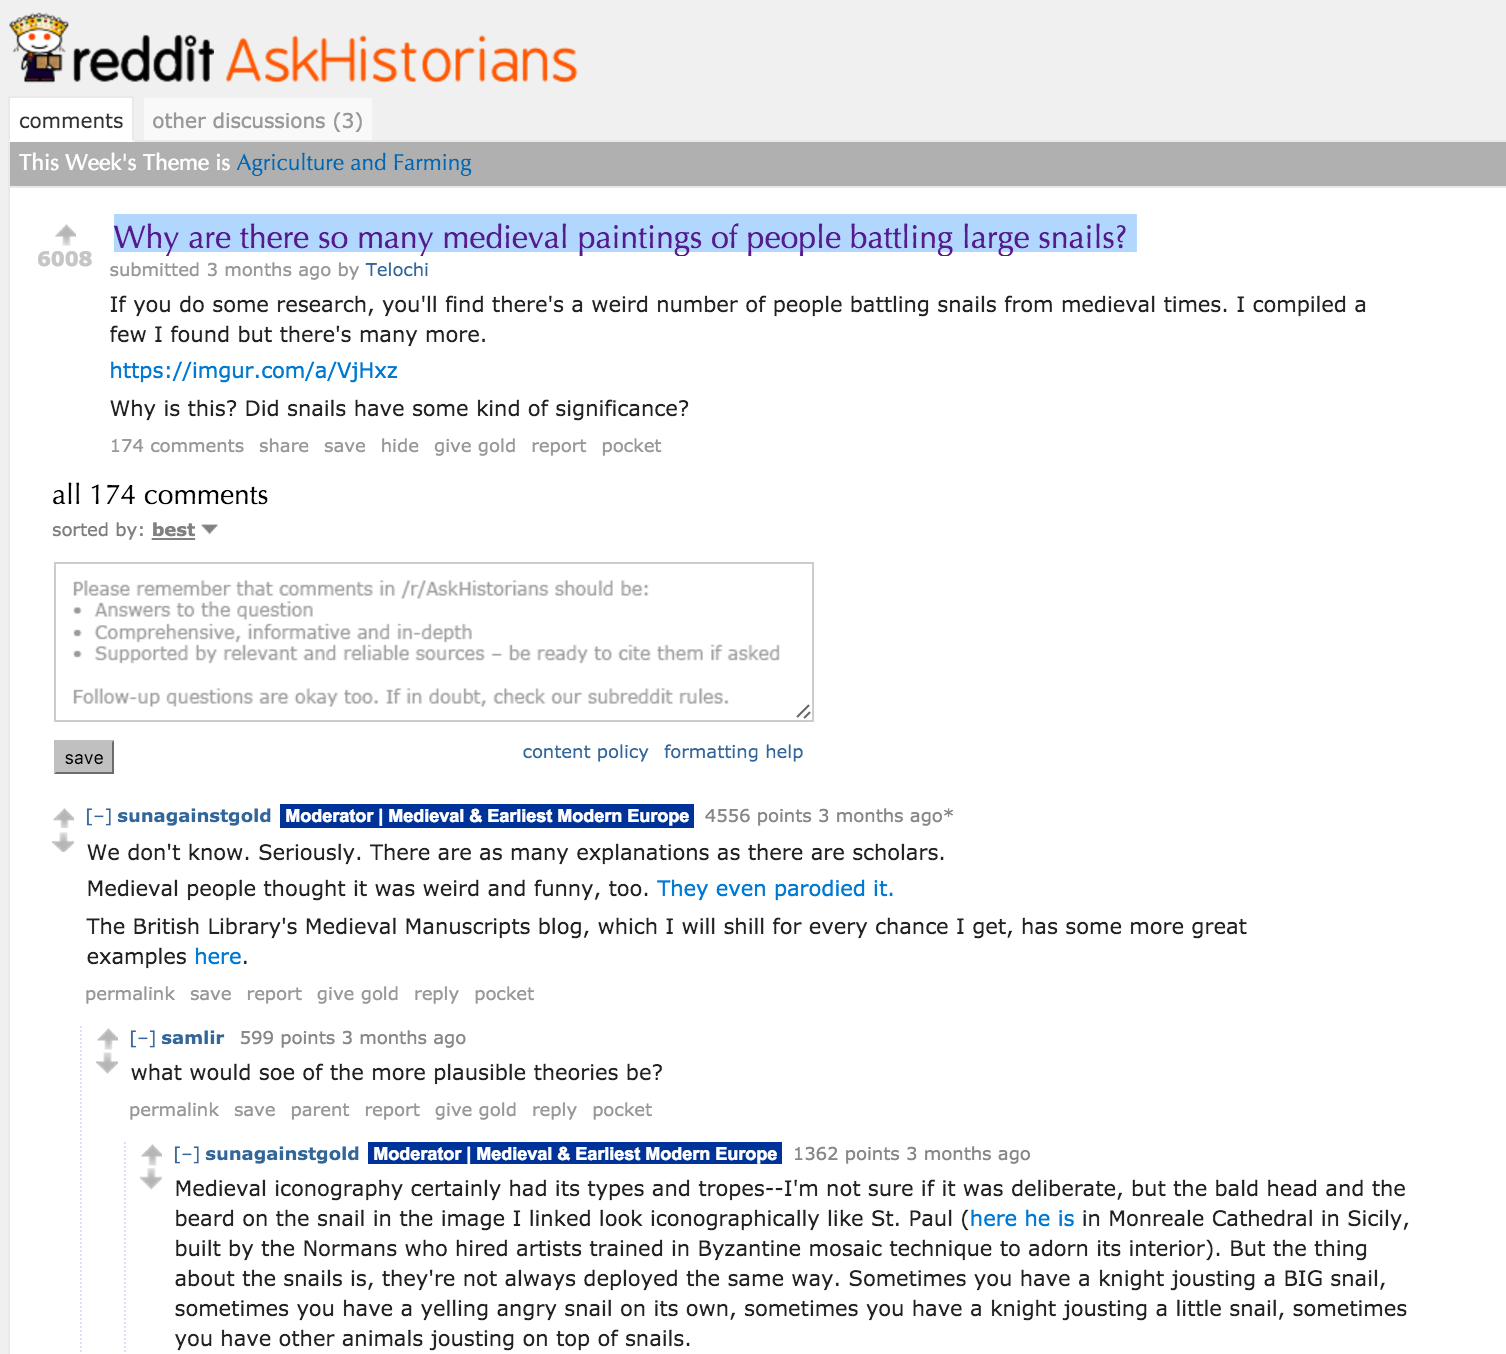 reddit AskHistorians
comments other discussions (3)
This Week's Theme is Agriculture and Farming
Why are there so many medieval paintings of people battling large snails?
6008
submitted 3 months ago by Telochi
If you do some research, you'll find there's a weird number of people battling snails from medieval times. I compiled a
few I found but there's many more.
https://imgur.com/a/VjHxz
Why is this? Did snails have some kind of significance?
174 comments share save hide give gold report pocket
all 174 comments
sorted by: best
Please remember that comments in /r/AskHistorians should be:
• Answers to the question
• Comprehensive, informative and in-depth
• Supported by relevant and reliable sources – be ready to cite them if asked
Follow-up questions are okay too. If in doubt, check our subreddit rules.
save content policy formatting help
[–] sunagainstgold Moderator | Medieval & Earliest Modern Europe 4556 points 3 months ago*
We don't know. Seriously. There are as many explanations as there are scholars.
Medieval people thought it was weird and funny, too. They even parodied it.
The British Library's Medieval Manuscripts blog, which I will shill for every chance I get, has some more great
examples here.
permalink save report give gold reply pocket
[–] samlir 599 points 3 months ago
what would soe of the more plausible theories be?
permalink save parent report give gold reply pocket
[–] sunagainstgold Moderator | Medieval & Earliest Modern Europe 1362 points 3 months ago
Medieval iconography certainly had its types and tropes--I'm not sure if it was deliberate, but the bald head and the
beard on the snail in the image I linked look iconographically like St. Paul (here he is in Monreale Cathedral in Sicily,
built by the Normans who hired artists trained in Byzantine mosaic technique to adorn its interior). But the thing
about the snails is, they're not always deployed the same way. Sometimes you have a knight jousting a BIG snail,
sometimes you have a yelling angry snail on its own, sometimes you have a knight jousting a little snail, sometimes
you have other animals jousting on top of snails.